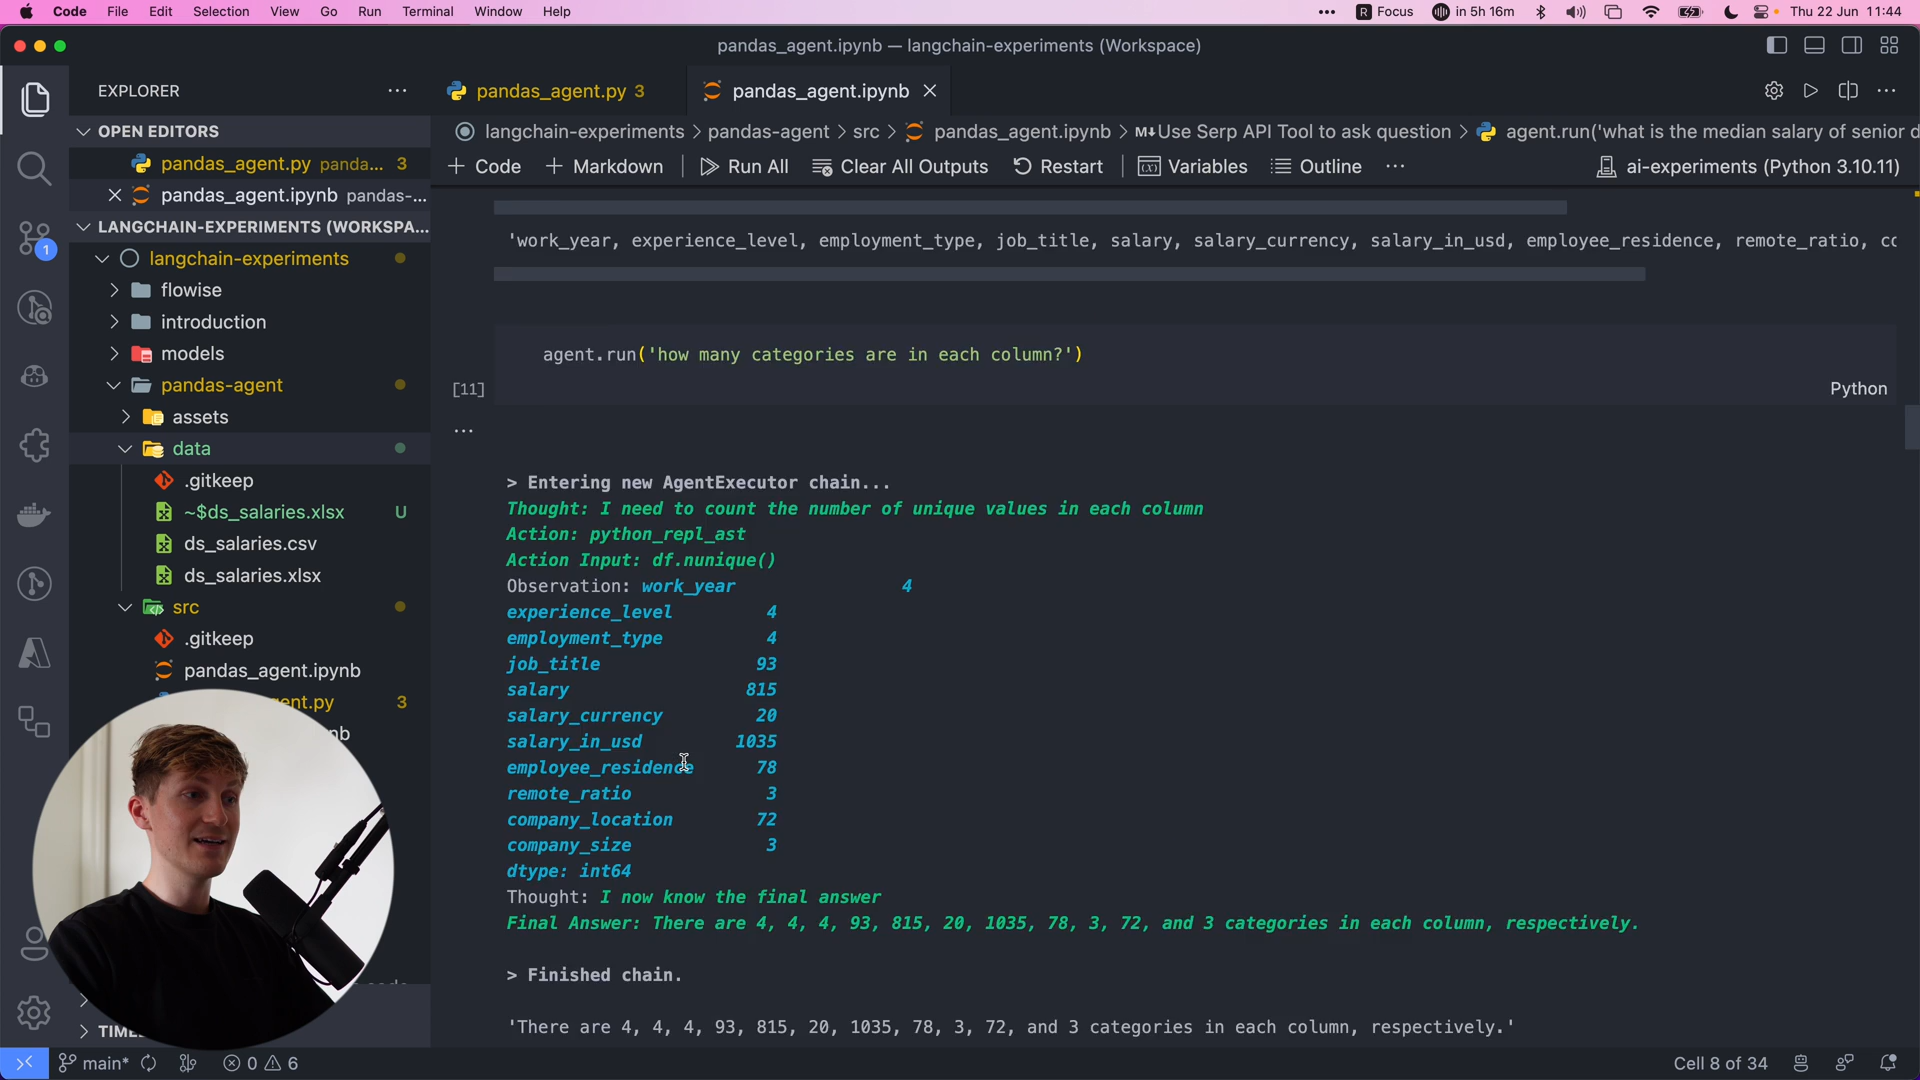 Code File Edit Selection View Go Run Terminal Window Help ••• R Focus in 5h 16m Thu 22 Jun 11:44
pandas_agent.ipynb — langchain-experiments (Workspace)
EXPLORER ···
pandas_agent.py 3
pandas_agent.ipynb
OPEN EDITORS
pandas_agent.py panda... 3
pandas_agent.ipynb pandas-...
LANGCHAIN-EXPERIMENTS (WORKSPA...
langchain-experiments
flowise
introduction
models
pandas-agent
assets
data
.gitkeep
~$ds_salaries.xlsx U
ds_salaries.csv
ds_salaries.xlsx
src
.gitkeep
pandas_agent.ipynb
ent.py 3
nb
TIME
1
langchain-experiments > pandas-agent > src > pandas_agent.ipynb > M↓Use Serp API Tool to ask question > agent.run('what is the median salary of senior d
+ Code + Markdown Run All Clear All Outputs Restart Variables Outline ··· ai-experiments (Python 3.10.11)
'work_year, experience_level, employment_type, job_title, salary, salary_currency, salary_in_usd, employee_residence, remote_ratio, co
agent.run('how many categories are in each column?')
[11] Python
...
> Entering new AgentExecutor chain...
Thought: I need to count the number of unique values in each column
Action: python_repl_ast
Action Input: df.nunique()
Observation: work_year 4
experience_level 4
employment_type 4
job_title 93
salary 815
salary_currency 20
salary_in_usd 1035
employee_residence 78
remote_ratio 3
company_location 72
company_size 3
dtype: int64
Thought: I now know the final answer
Final Answer: There are 4, 4, 4, 93, 815, 20, 1035, 78, 3, 72, and 3 categories in each column, respectively.
> Finished chain.
'There are 4, 4, 4, 93, 815, 20, 1035, 78, 3, 72, and 3 categories in each column, respectively.'
main* 0 6 Cell 8 of 34